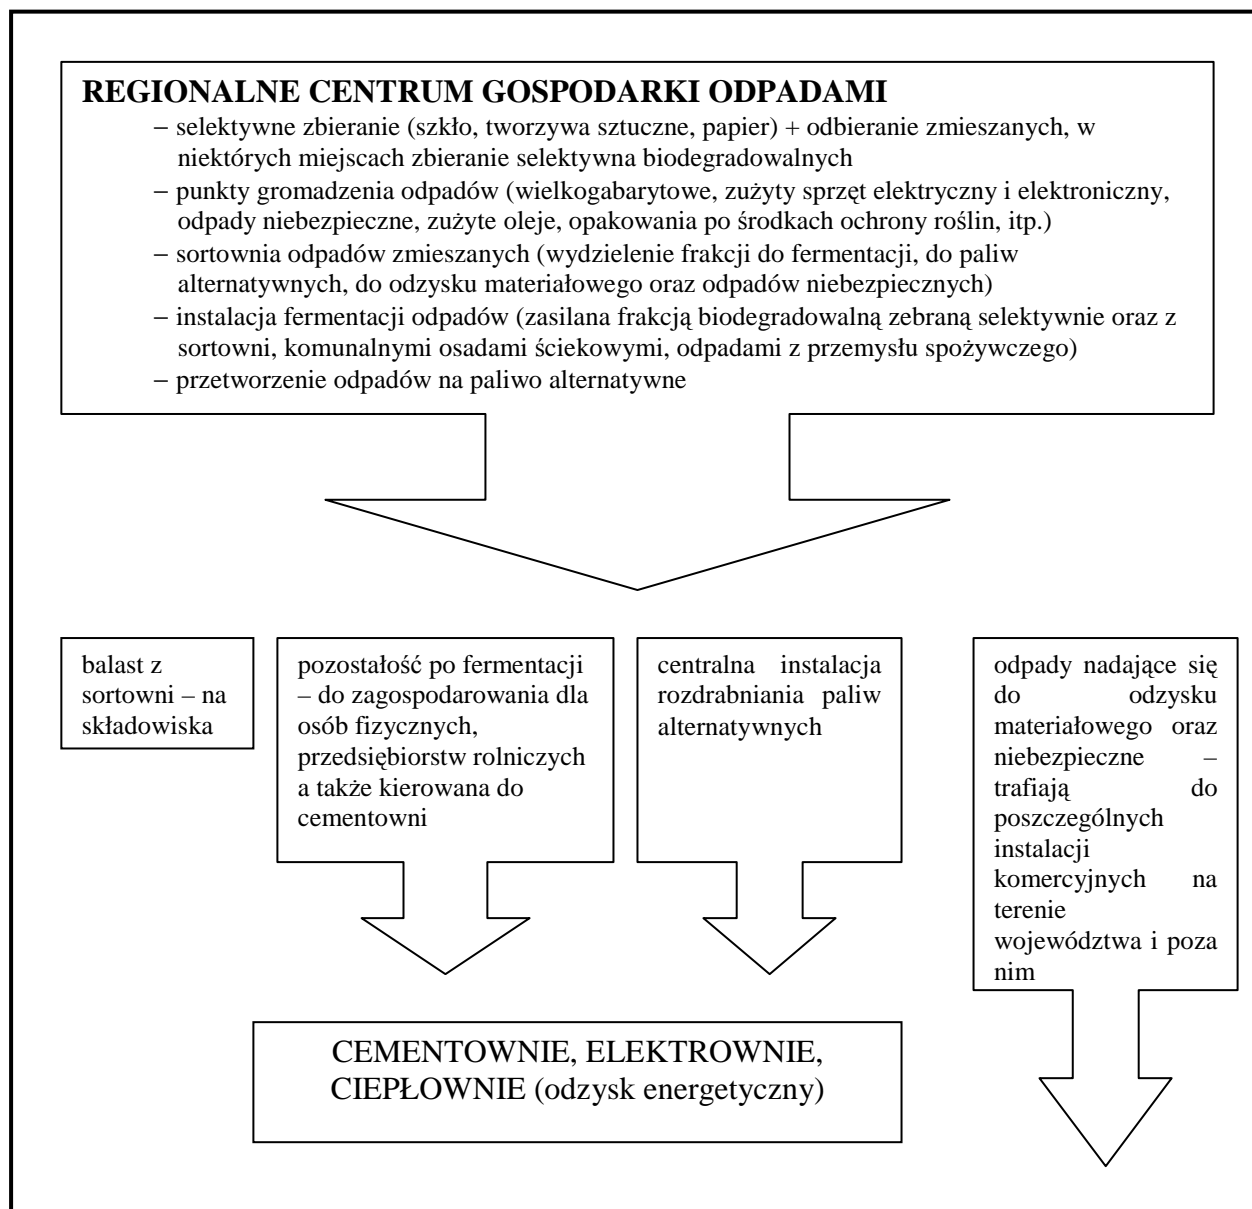 REGIONALNE CENTRUM GOSPODARKI ODPADAMI
– selektywne zbieranie (szkło, tworzywa sztuczne, papier) + odbieranie zmieszanych, w
niektórych miejscach zbieranie selektywna biodegradowalnych
– punkty gromadzenia odpadów (wielkogabarytowe, zużyty sprzęt elektryczny i elektroniczny,
odpady niebezpieczne, zużyte oleje, opakowania po środkach ochrony roślin, itp.)
– sortownia odpadów zmieszanych (wydzielenie frakcji do fermentacji, do paliw
alternatywnych, do odzysku materiałowego oraz odpadów niebezpiecznych)
– instalacja fermentacji odpadów (zasilana frakcją biodegradowalną zebraną selektywnie oraz z
sortowni, komunalnymi osadami ściekowymi, odpadami z przemysłu spożywczego)
– przetworzenie odpadów na paliwo alternatywne
balast z
sortowni – na
składowiska
pozostałość po fermentacji
– do zagospodarowania dla
osób fizycznych,
przedsiębiorstw rolniczych
a także kierowana do
cementowni
centralna instalacja
rozdrabniania paliw
alternatywnych
odpady nadające się
do odzysku
materiałowego oraz
niebezpieczne –
trafiają do
poszczególnych
instalacji
komercyjnych na
terenie
województwa i poza
nim
CEMENTOWNIE, ELEKTROWNIE,
CIEPŁOWNIE (odzysk energetyczny)